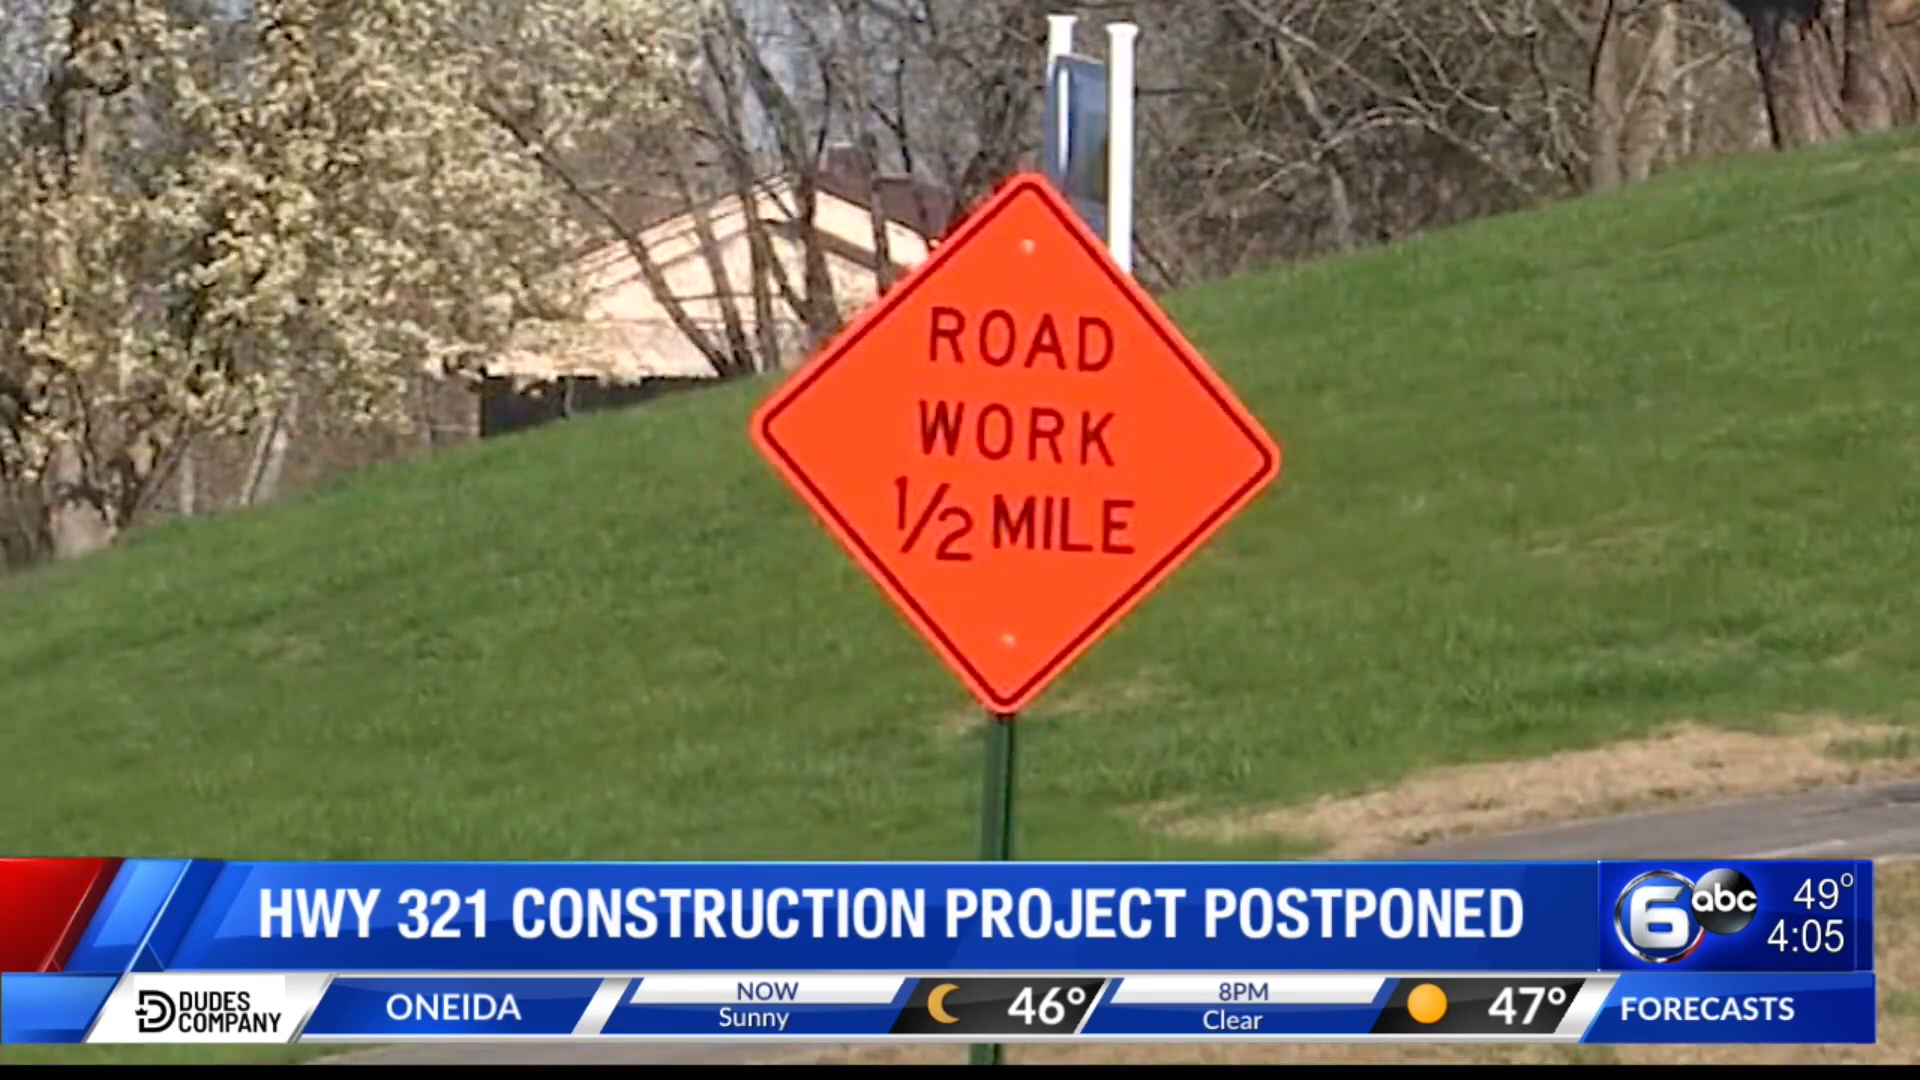 ROAD
WORK
1/2 MILE
HWY 321 CONSTRUCTION PROJECT POSTPONED
6 abc
49°
4:05
DUDES
COMPANY
ONEIDA
NOW
Sunny
46°
8PM
Clear
47°
FORECASTS